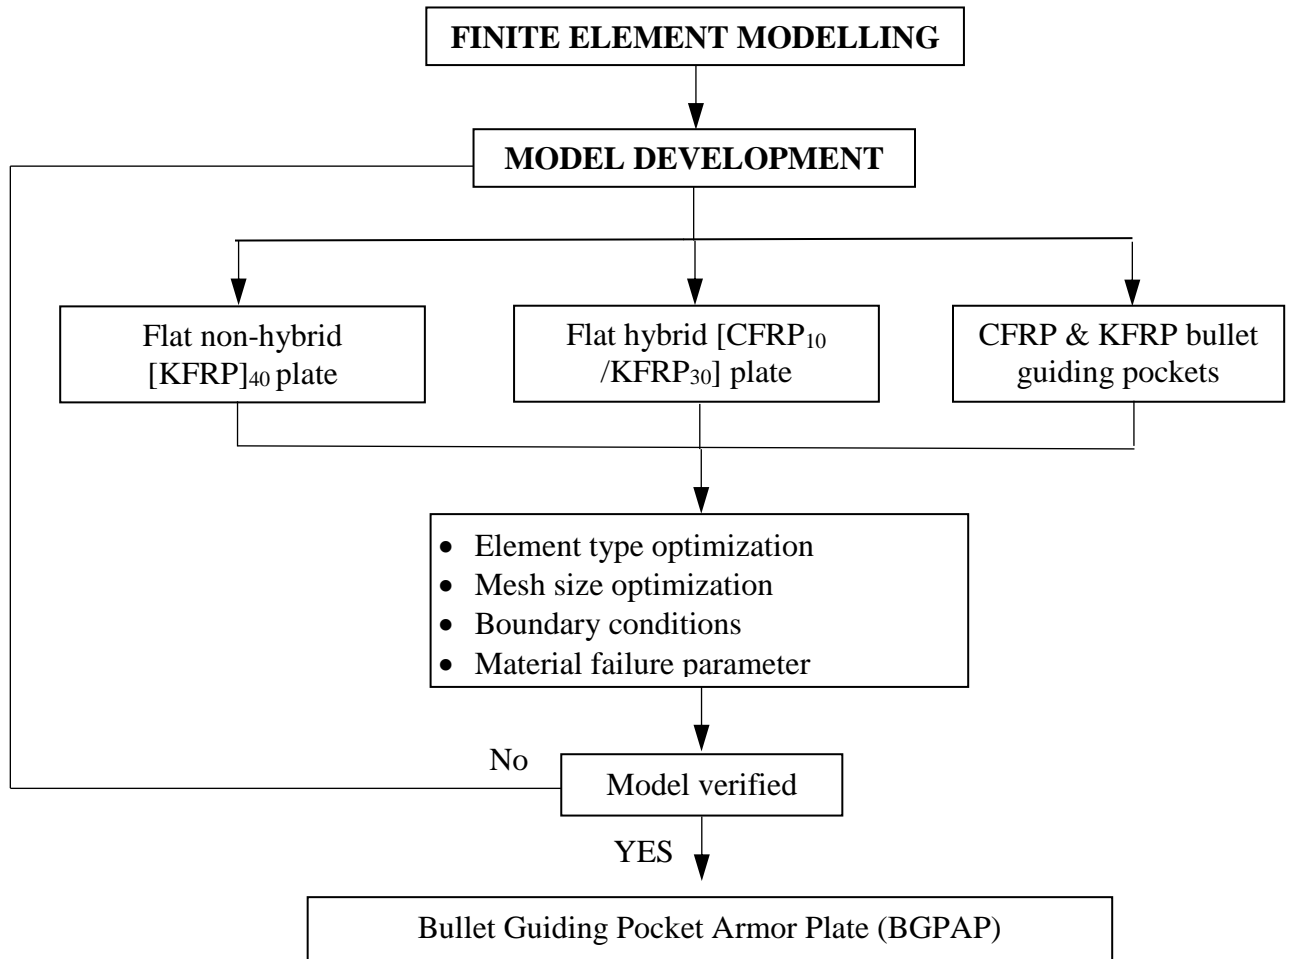 FINITE ELEMENT MODELLING
MODEL DEVELOPMENT
Flat non-hybrid
[KFRP]₄₀ plate
Flat hybrid [CFRP₁₀
/KFRP₃₀] plate
CFRP & KFRP bullet
guiding pockets
• Element type optimization
• Mesh size optimization
• Boundary conditions
• Material failure parameter
No
Model verified
YES
Bullet Guiding Pocket Armor Plate (BGPAP)